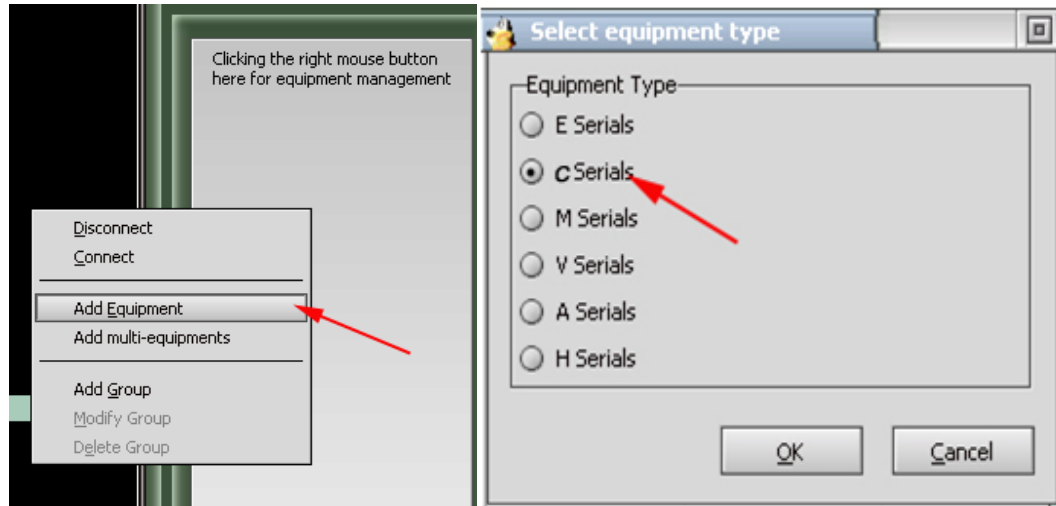 Clicking the right mouse button
here for equipment management
Disconnect
Connect
Add Equipment
Add multi-equipments
Add Group
Modify Group
Delete Group
Select equipment type
Equipment Type
E Serials
C Serials
M Serials
V Serials
A Serials
H Serials
OK
Cancel